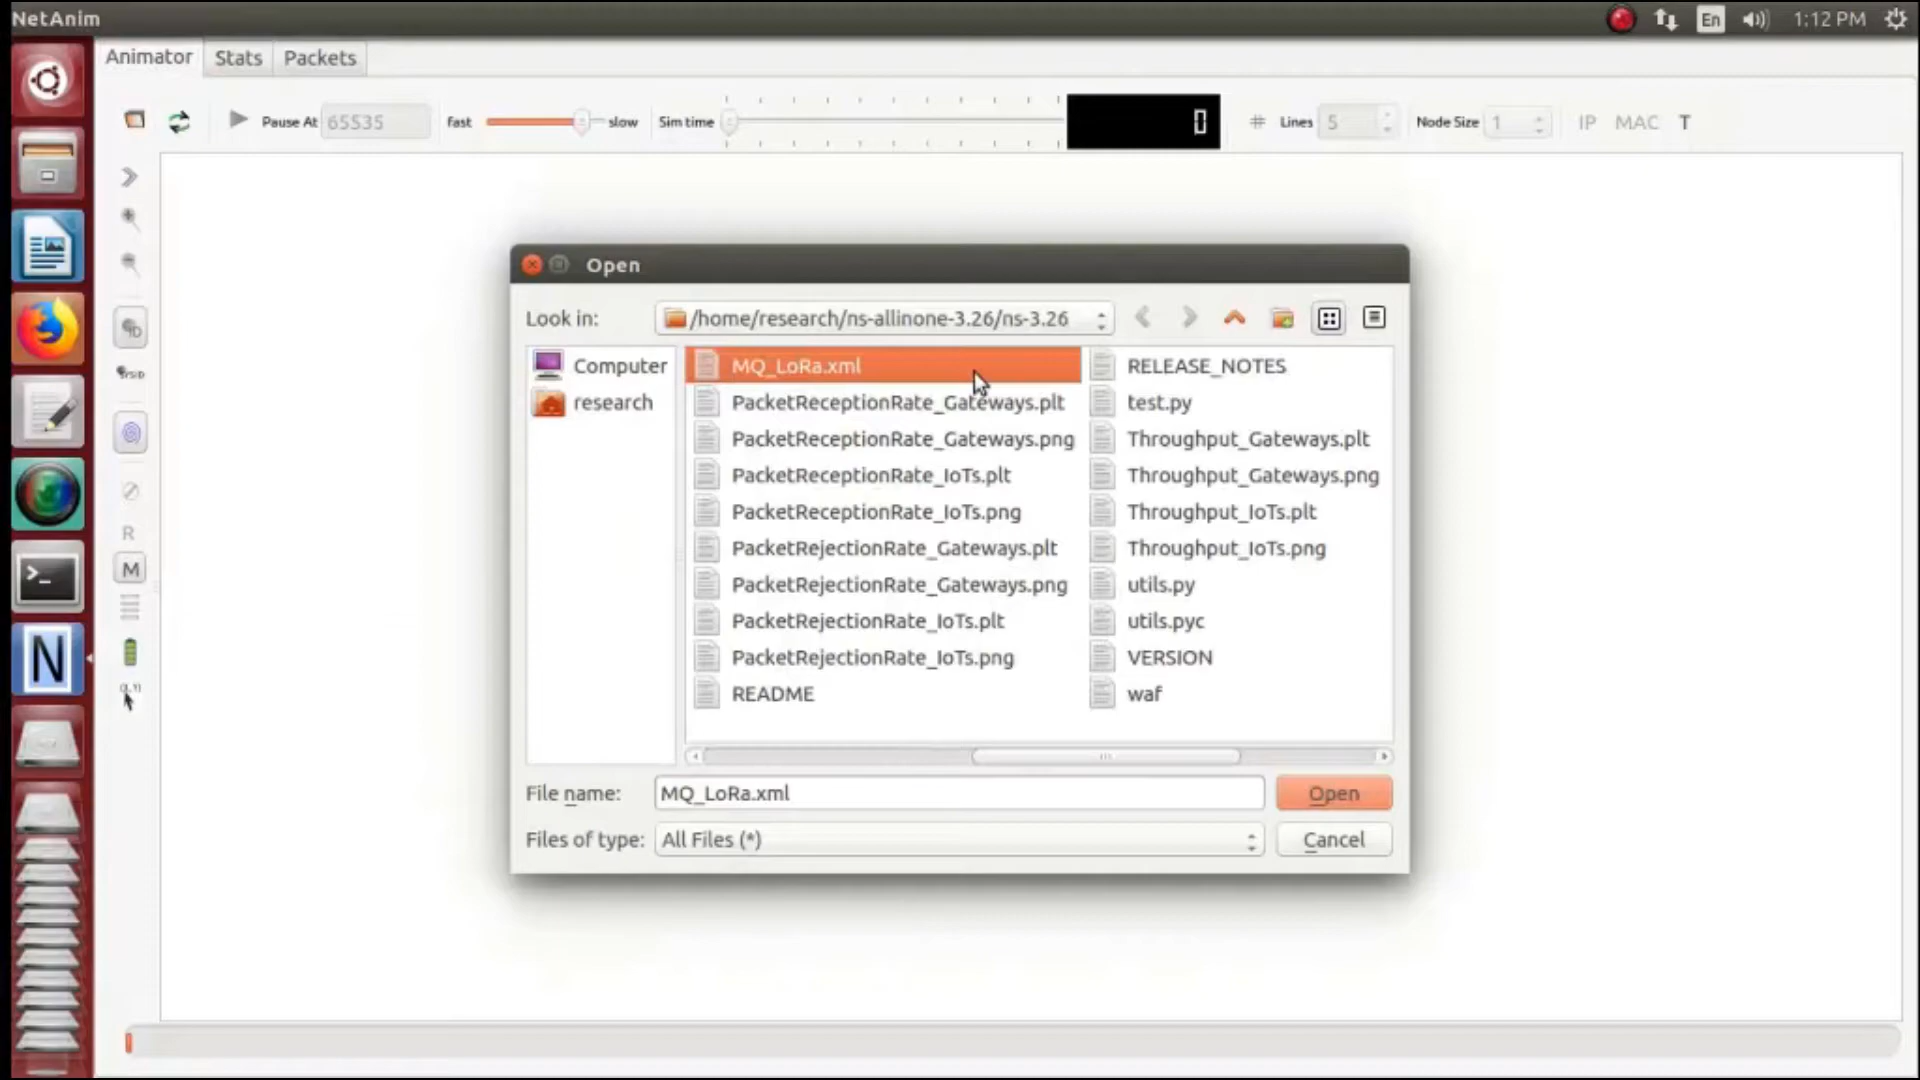 NetAnim
En
1:12 PM
Animator
Stats
Packets
Pause At 65535
Fast
slow
Sim time
0
Lines 5
Node Size 1
IP
MAC
T
Open
Look in:
/home/research/ns-allinone-3.26/ns-3.26
Computer
research
MQ_LoRa.xml
PacketReceptionRate_Gateways.plt
PacketReceptionRate_Gateways.png
PacketReceptionRate_IoTs.plt
PacketReceptionRate_IoTs.png
PacketRejectionRate_Gateways.plt
PacketRejectionRate_Gateways.png
PacketRejectionRate_IoTs.plt
PacketRejectionRate_IoTs.png
README
RELEASE_NOTES
test.py
Throughput_Gateways.plt
Throughput_Gateways.png
Throughput_IoTs.plt
Throughput_IoTs.png
utils.py
utils.pyc
VERSION
waf
File name:
MQ_LoRa.xml
Open
Files of type:
All Files (*)
Cancel
R
M
N